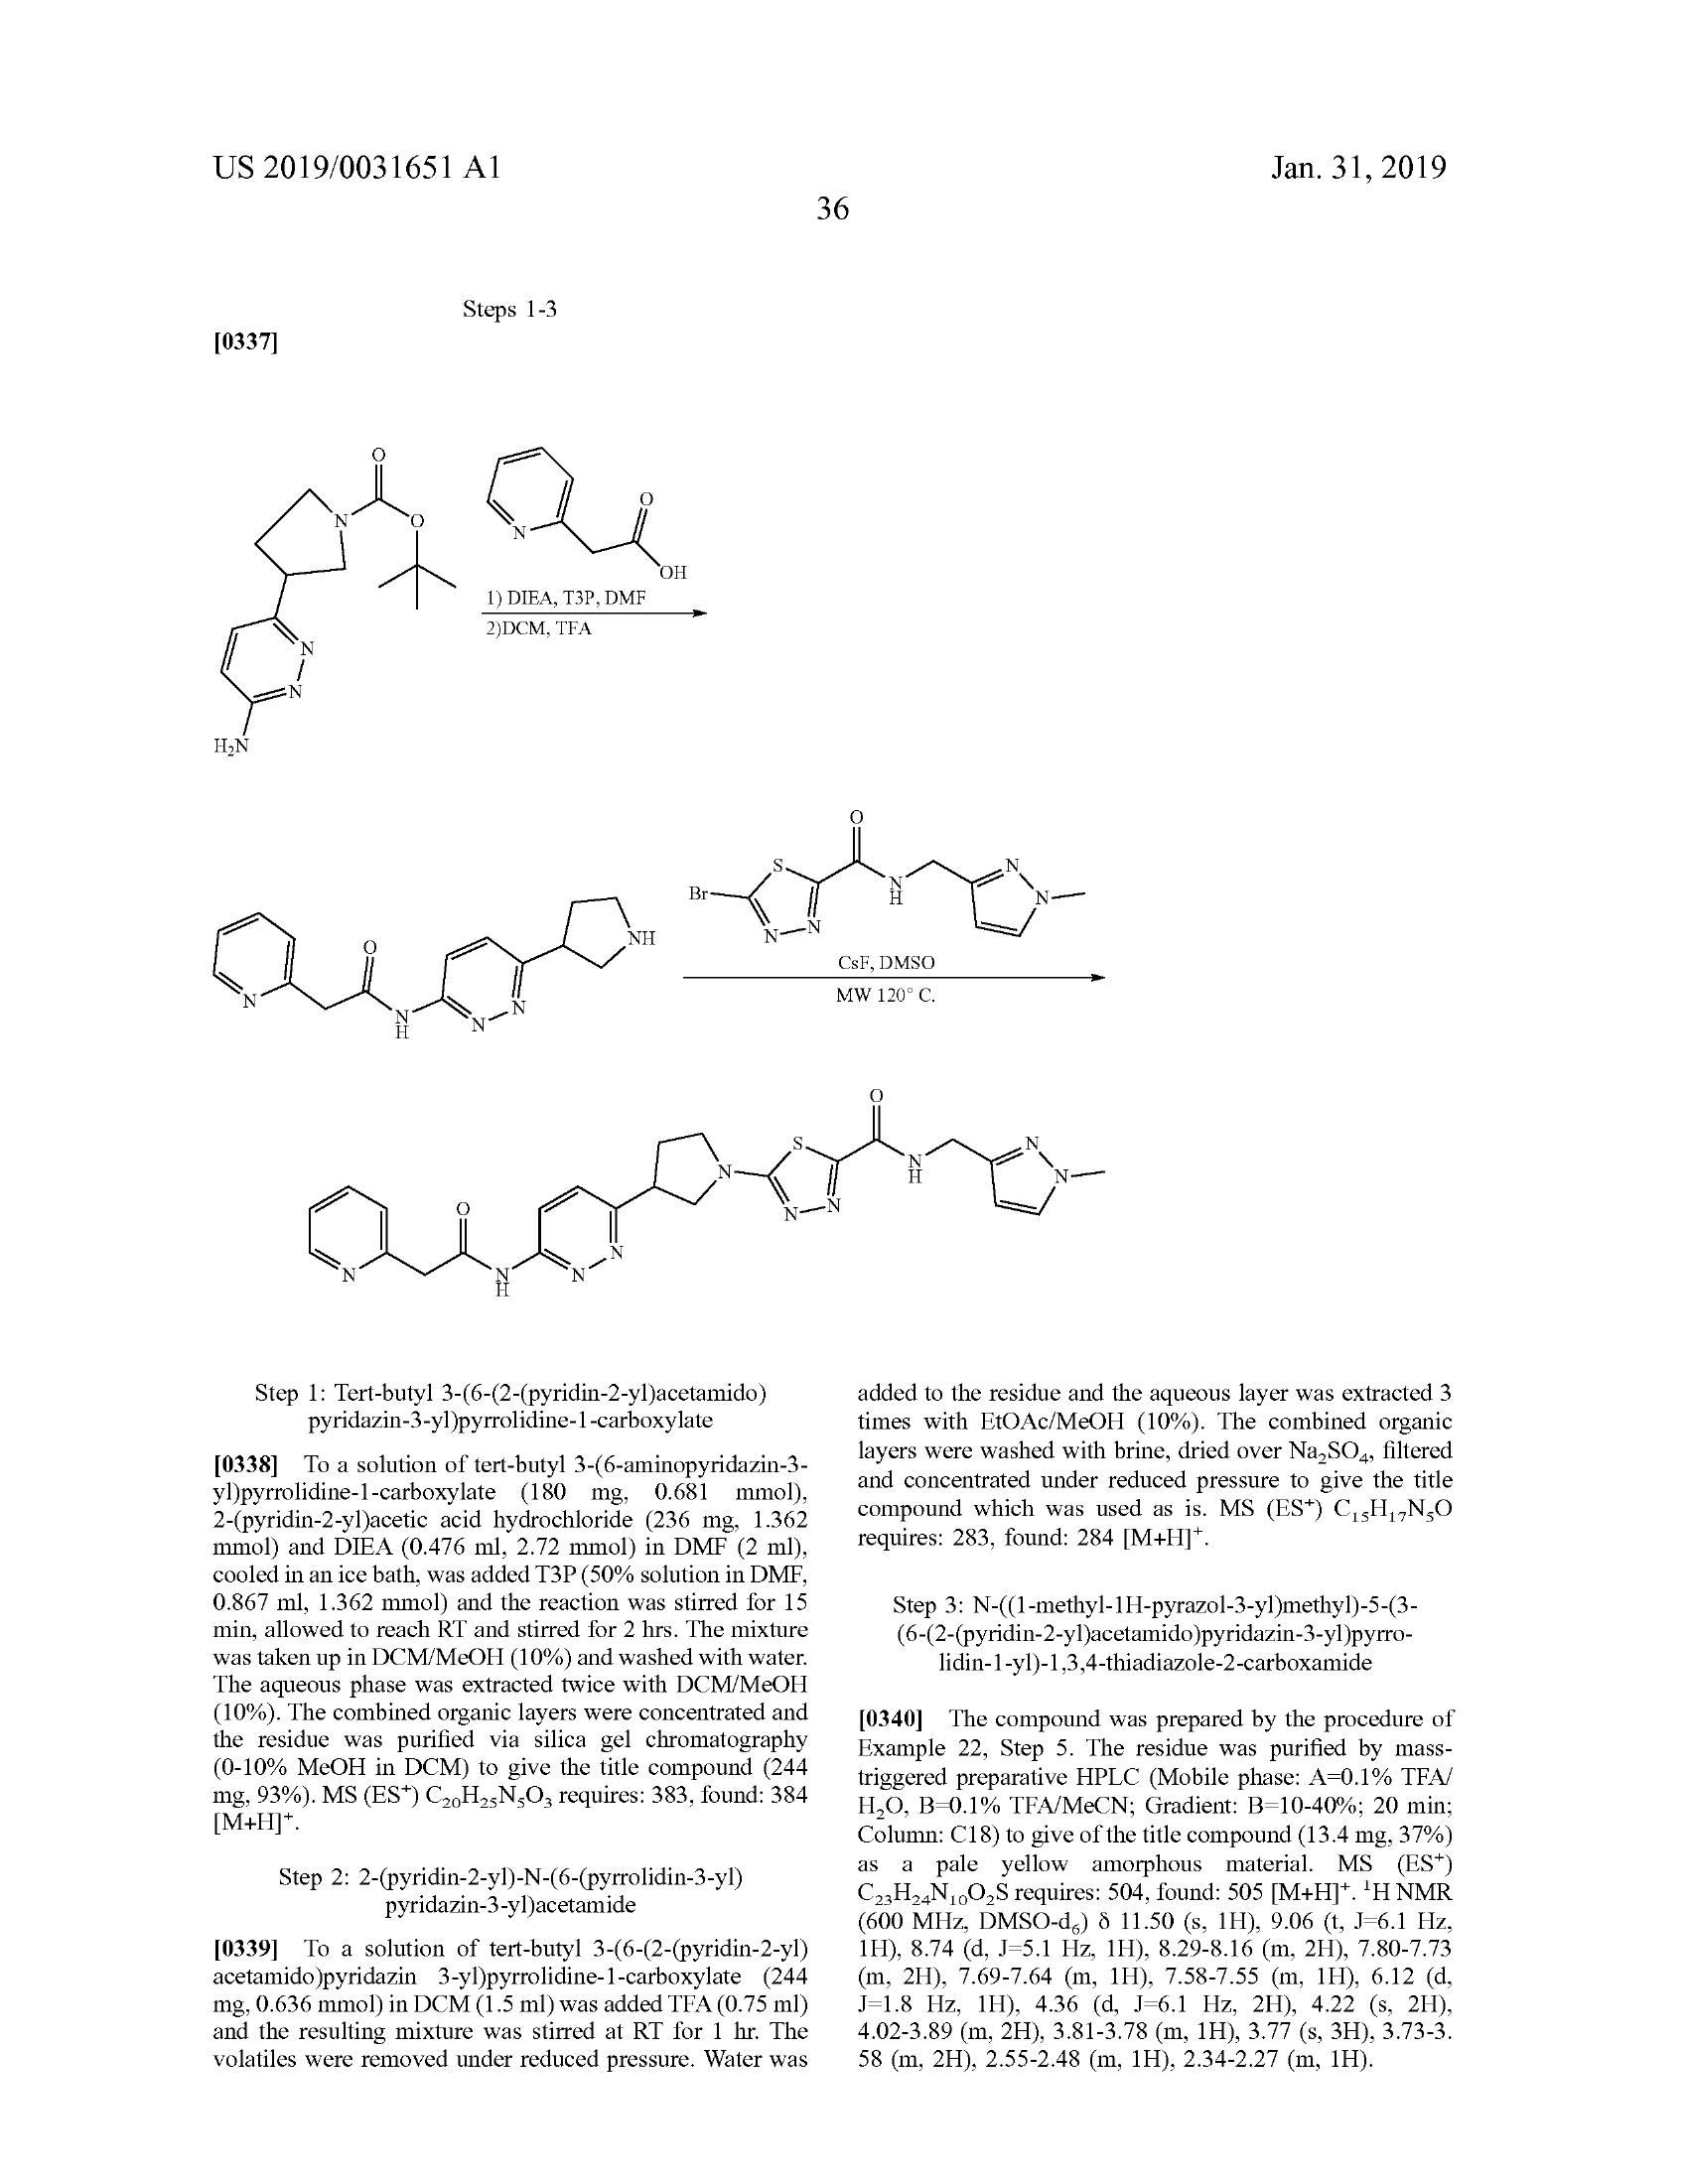 US 2019/0031651 A1
Jan. 31, 2019
36
Steps 1-3
[0337]
O
N
O
N
N
H₂N
N
O
OH
1) DIEA, T3P, DMF
2)DCM, TFA
N
O
N
H
N
N
NH
Br
S
N
N
O
N
H
N
N
CsF, DMSO
MW 120° C.
N
O
N
H
N
N
N
S
N
N
O
N
H
N
N
Step 1: Tert-butyl 3-(6-(2-(pyridin-2-yl)acetamido)
pyridazin-3-yl)pyrrolidine-1-carboxylate
[0338] To a solution of tert-butyl 3-(6-aminopyridazin-3-
yl)pyrrolidine-1-carboxylate (180 mg, 0.681 mmol),
2-(pyridin-2-yl)acetic acid hydrochloride (236 mg, 1.362
mmol) and DIEA (0.476 ml, 2.72 mmol) in DMF (2 ml),
cooled in an ice bath, was added T3P (50% solution in DMF,
0.867 ml, 1.362 mmol) and the reaction was stirred for 15
min, allowed to reach RT and stirred for 2 hrs. The mixture
was taken up in DCM/MeOH (10%) and washed with water.
The aqueous phase was extracted twice with DCM/MeOH
(10%). The combined organic layers were concentrated and
the residue was purified via silica gel chromatography
(0-10% MeOH in DCM) to give the title compound (244
mg, 93%). MS (ES⁺) C₂₀H₂₅N₅O₃ requires: 383, found: 384
[M+H]⁺.
Step 2: 2-(pyridin-2-yl)-N-(6-(pyrrolidin-3-yl)
pyridazin-3-yl)acetamide
[0339] To a solution of tert-butyl 3-(6-(2-(pyridin-2-yl)
acetamido)pyridazin 3-yl)pyrrolidine-1-carboxylate (244
mg, 0.636 mmol) in DCM (1.5 ml) was added TFA (0.75 ml)
and the resulting mixture was stirred at RT for 1 hr. The
volatiles were removed under reduced pressure. Water was
added to the residue and the aqueous layer was extracted 3
times with EtOAc/MeOH (10%). The combined organic
layers were washed with brine, dried over Na₂SO₄, filtered
and concentrated under reduced pressure to give the title
compound which was used as is. MS (ES⁺) C₁₅H₁₇N₅O
requires: 283, found: 284 [M+H]⁺.
Step 3: N-((1-methyl-1H-pyrazol-3-yl)methyl)-5-(3-
(6-(2-(pyridin-2-yl)acetamido)pyridazin-3-yl)pyrro-
lidin-1-yl)-1,3,4-thiadiazole-2-carboxamide
[0340] The compound was prepared by the procedure of
Example 22, Step 5. The residue was purified by mass-
triggered preparative HPLC (Mobile phase: A=0.1% TFA/
H₂O, B=0.1% TFA/MeCN; Gradient: B=10-40%; 20 min;
Column: C18) to give of the title compound (13.4 mg, 37%)
as a pale yellow amorphous material. MS (ES⁺)
C₂₃H₂₄N₁₀O₂S requires: 504, found: 505 [M+H]⁺. ¹H NMR
(600 MHz, DMSO-d₆) δ 11.50 (s, 1H), 9.06 (t, J=6.1 Hz,
1H), 8.74 (d, J=5.1 Hz, 1H), 8.29-8.16 (m, 2H), 7.80-7.73
(m, 2H), 7.69-7.64 (m, 1H), 7.58-7.55 (m, 1H), 6.12 (d,
J=1.8 Hz, 1H), 4.36 (d, J=6.1 Hz, 2H), 4.22 (s, 2H),
4.02-3.89 (m, 2H), 3.81-3.78 (m, 1H), 3.77 (s, 3H), 3.73-3.
58 (m, 2H), 2.55-2.48 (m, 1H), 2.34-2.27 (m, 1H).